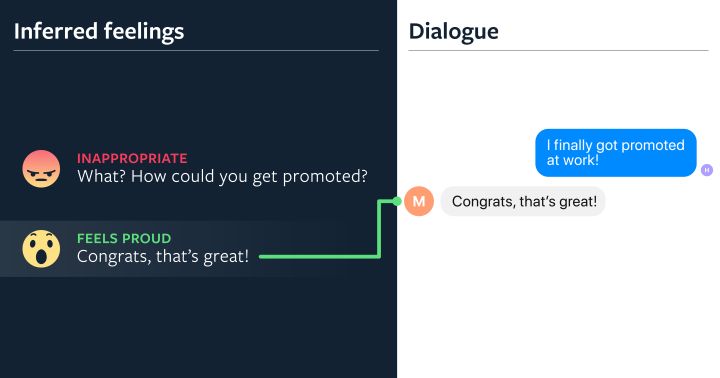 Inferred feelings
INAPPROPRIATE
What? How could you get promoted?
FEELS PROUD
Congrats, that's great!
Dialogue
I finally got promoted
at work!
H
M
Congrats, that's great!